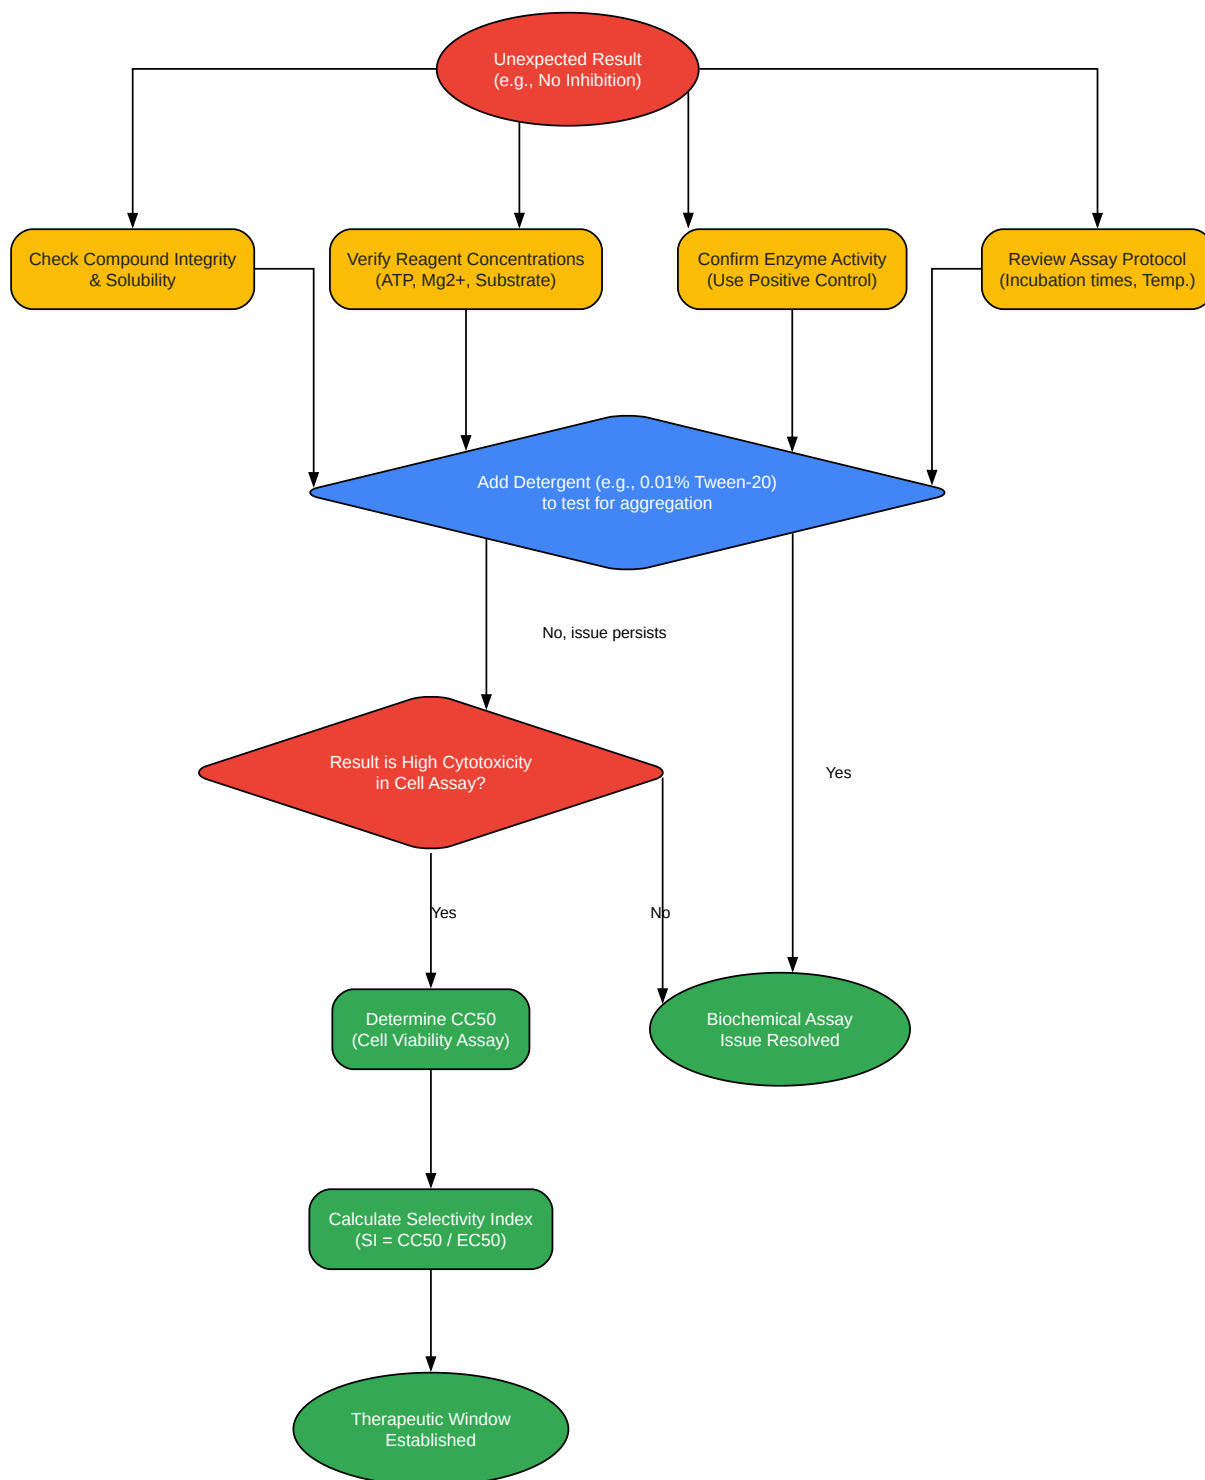 Unexpected Result
(e.g., No Inhibition)
Check Compound Integrity
& Solubility
Verify Reagent Concentrations
(ATP, Mg2+, Substrate)
Confirm Enzyme Activity
(Use Positive Control)
Review Assay Protocol
(Incubation times, Temp.)
Add Detergent (e.g., 0.01% Tween-20)
to test for aggregation
No, issue persists
Result is High Cytotoxicity
in Cell Assay?
Yes
Yes
No
Determine CC50
(Cell Viability Assay)
Biochemical Assay
Issue Resolved
Calculate Selectivity Index
(SI = CC50 / EC50)
Therapeutic Window
Established